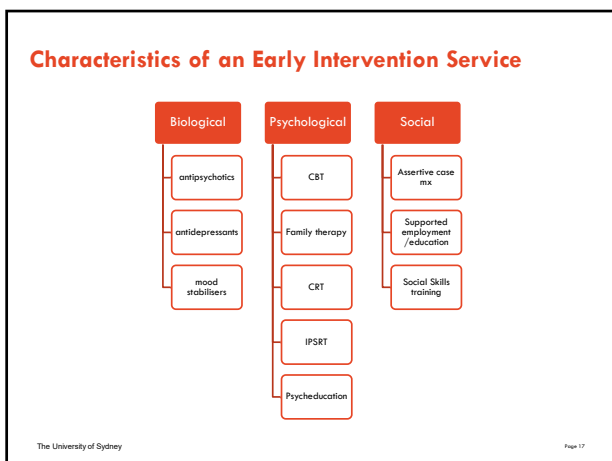 Characteristics of an Early Intervention Service
Biological
antipsychotics
antidepressants
mood
stabilisers
Psychological
CBT
Family therapy
CRT
IPSRT
Psycheducation
Social
Assertive case
mx
Supported
employment
/education
Social Skills
training
The University of Sydney
Page 17